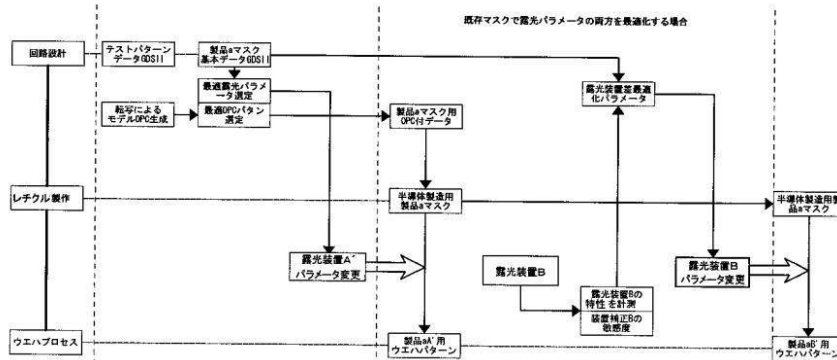 既存マスクで露光パラメータの両方を最適化する場合
回路設計
テストパターン
データGDSII
製品aマスク
基本データGDSII
最適露光パラメ
ータ選定
最適OPCパタン
選定
転写による
モデルOPC生成
製品aマスク用
OPC付データ
露光装置差最適
化パラメータ
レチクル製作
半導体製造用
製品aマスク
半導体製造用製
品aマスク
露光装置A´
パラメータ変更
露光装置B
露光装置Bの
特性を計測
装置補正Bの
敏感度
露光装置B
パラメータ変更
ウエハプロセス
製品aA'用
ウエハパターン
製品aB'用
ウエハパターン